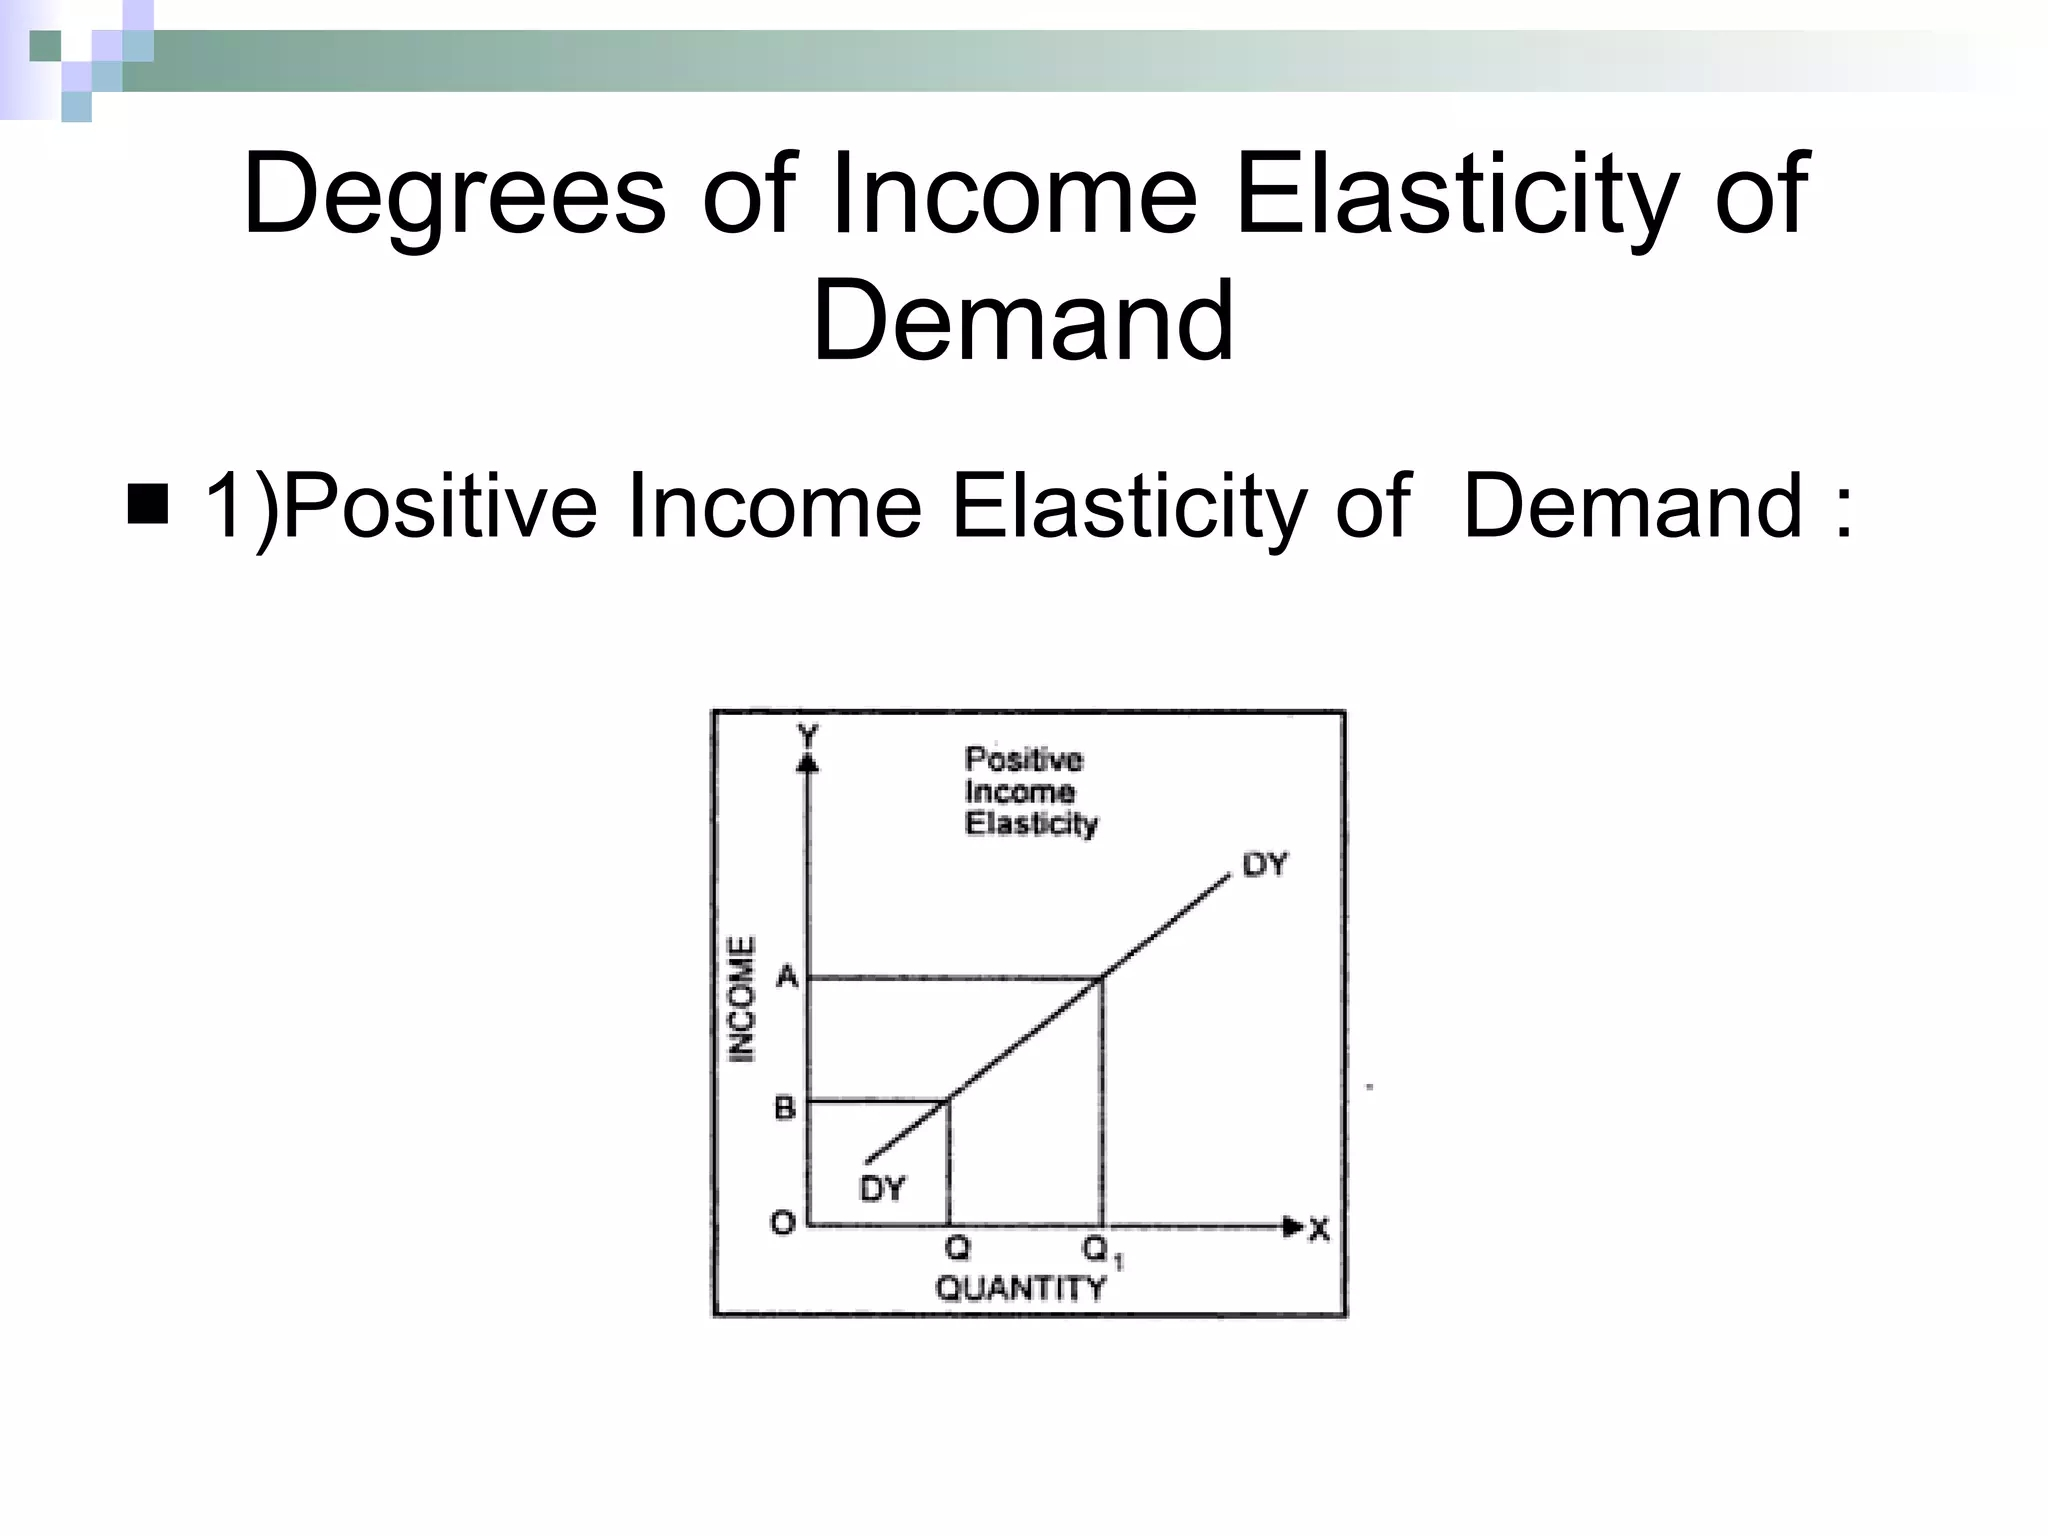 Degrees of Income Elasticity of
Demand
1)Positive Income Elasticity of  Demand :
Y
Positive
Income
Elasticity
DY
INCOME
A
B
DY
O
X
Q
Q1
QUANTITY